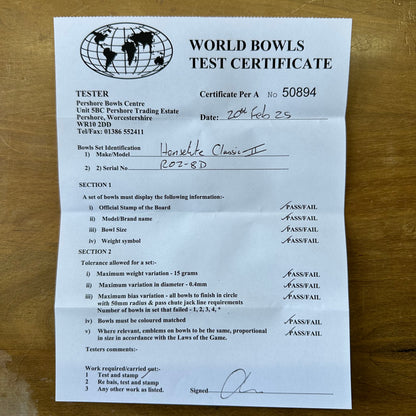 WORLD BOWLS
TEST CERTIFICATE
TESTER
Pershore Bowls Centre
Unit 5BC Pershore Trading Estate
Pershore, Worcestershire
WR10 2DD
Tel/Fax: 01386 552411
Certificate Per A No 50894
Date: 20th Feb 25
Bowls Set Identification
1) Make/Model Henselite Classic II
2) 2) Serial No R02-8D
SECTION 1
A set of bowls must display the following information:-
i) Official Stamp of the Board PASS/FAIL
ii) Model/Brand name PASS/FAIL
iii) Bowl Size PASS/FAIL
iv) Weight symbol PASS/FAIL
SECTION 2
Tolerance allowed for a set:-
i) Maximum weight variation - 15 grams PASS/FAIL
ii) Maximum variation in diameter - 0.4mm PASS/FAIL
iii) Maximum bias variation - all bowls to finish in circle PASS/FAIL
with 50mm radius & pass chute jack line requirements
Number of bowls in set that failed - 1, 2, 3, 4, *
iv) Bowls must be coloured matched PASS/FAIL
v) Where relevant, emblems on bowls to be the same, proportional PASS/FAIL
in size in accordance with the Laws of the Game.
Testers comments:-
Work required/carried out:-
1 Test and stamp
2 Re bais, test and stamp
3 Any other work as listed.
Signed